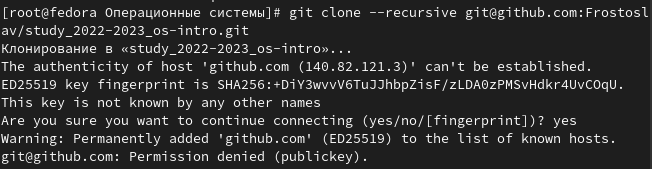 [root@fedora Операционные системы]# git clone --recursive git@github.com:Frostosl
av/study_2022-2023_os-intro.git
Клонирование в «study_2022-2023_os-intro»...
The authenticity of host 'github.com (140.82.121.3)' can't be established.
ED25519 key fingerprint is SHA256:+DiY3wvvV6TuJJhbpZisF/zLDA0zPMSvHdkr4UvCOqU.
This key is not known by any other names
Are you sure you want to continue connecting (yes/no/[fingerprint])? yes
Warning: Permanently added 'github.com' (ED25519) to the list of known hosts.
git@github.com: Permission denied (publickey).